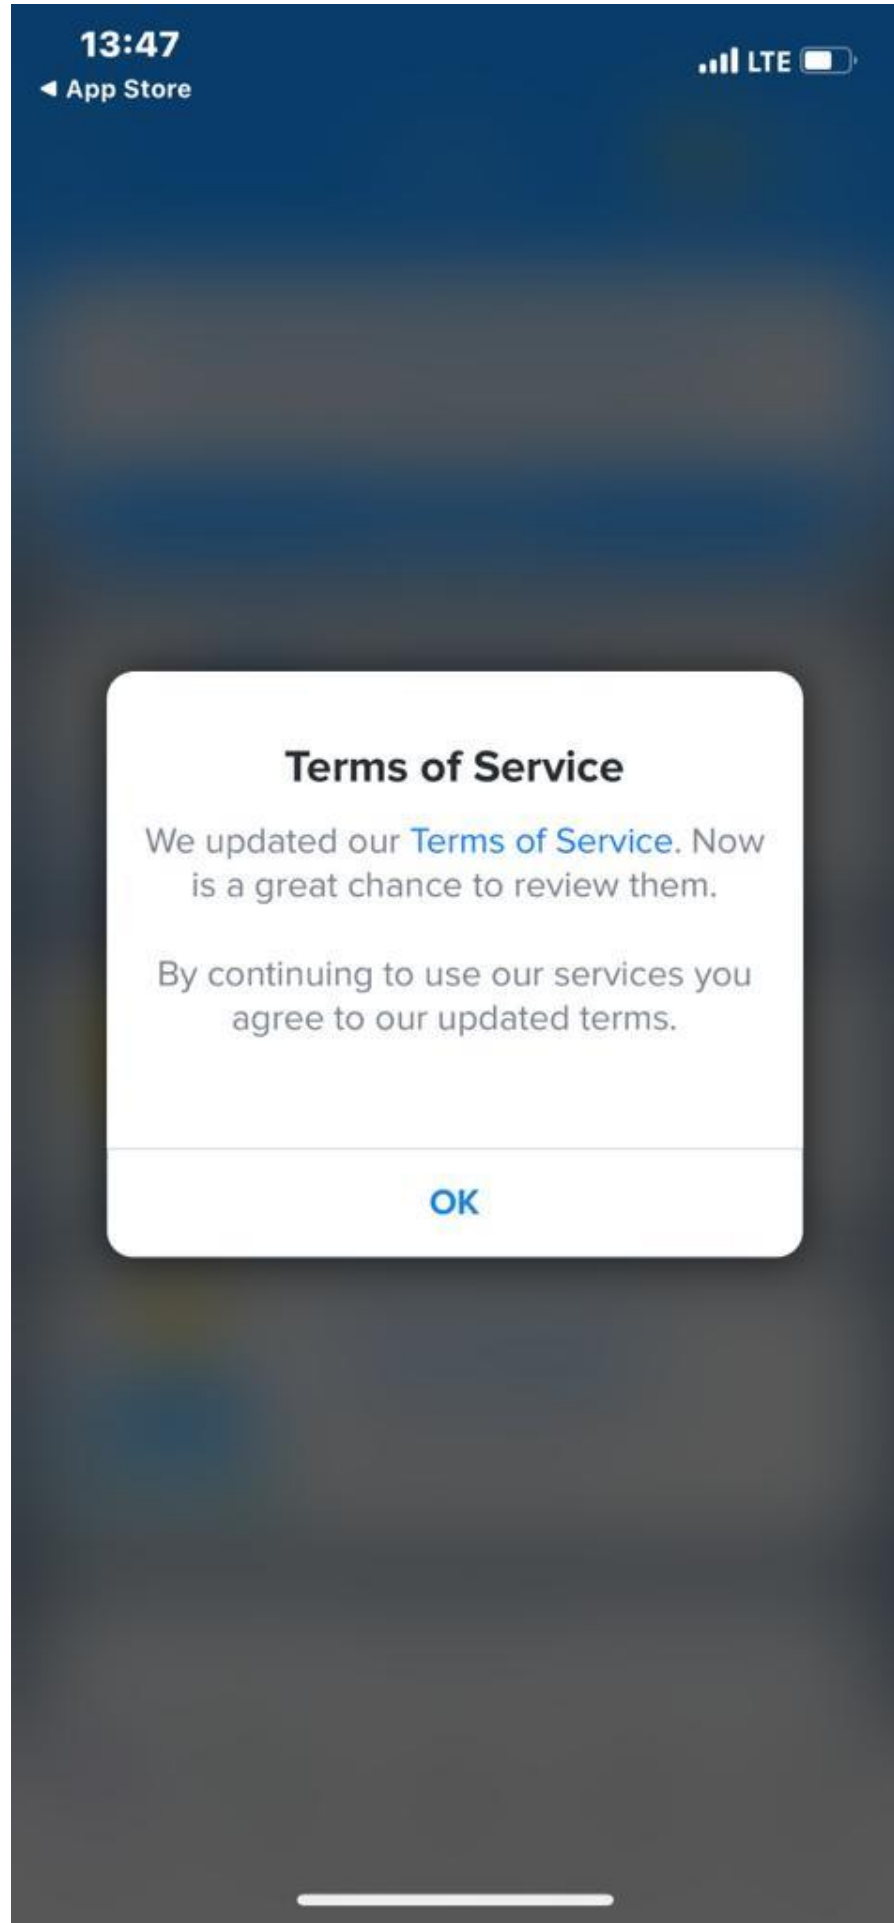 13:47
LTE
◀ App Store
Terms of Service
We updated our Terms of Service. Now
is a great chance to review them.
By continuing to use our services you
agree to our updated terms.
OK